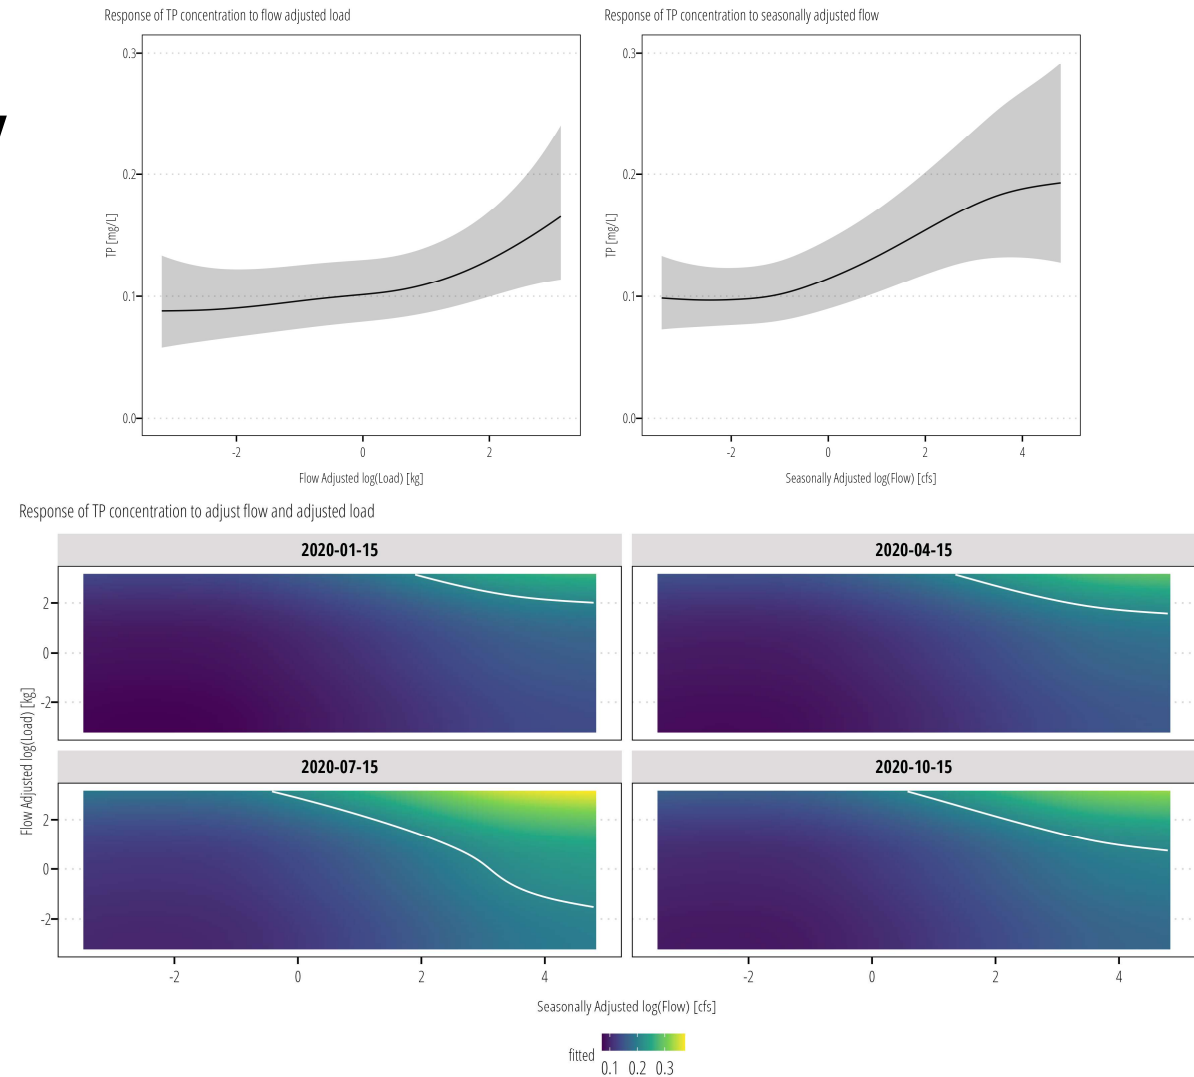 Response of TP concentration to flow adjusted load
0.3
0.2
0.1
0.0
TP [mg/L]
-2 0 2
Flow Adjusted log(Load) [kg]
Response of TP concentration to seasonally adjusted flow
0.3
0.2
0.1
0.0
TP [mg/L]
-2 0 2 4
Seasonally Adjusted log(Flow) [cfs]
Response of TP concentration to adjust flow and adjusted load
2020-01-15
2020-04-15
2
0
-2
2020-07-15
2020-10-15
2
0
-2
Flow Adjusted log(Load) [kg]
-2 0 2 4
-2 0 2 4
Seasonally Adjusted log(Flow) [cfs]
fitted
0.1 0.2 0.3